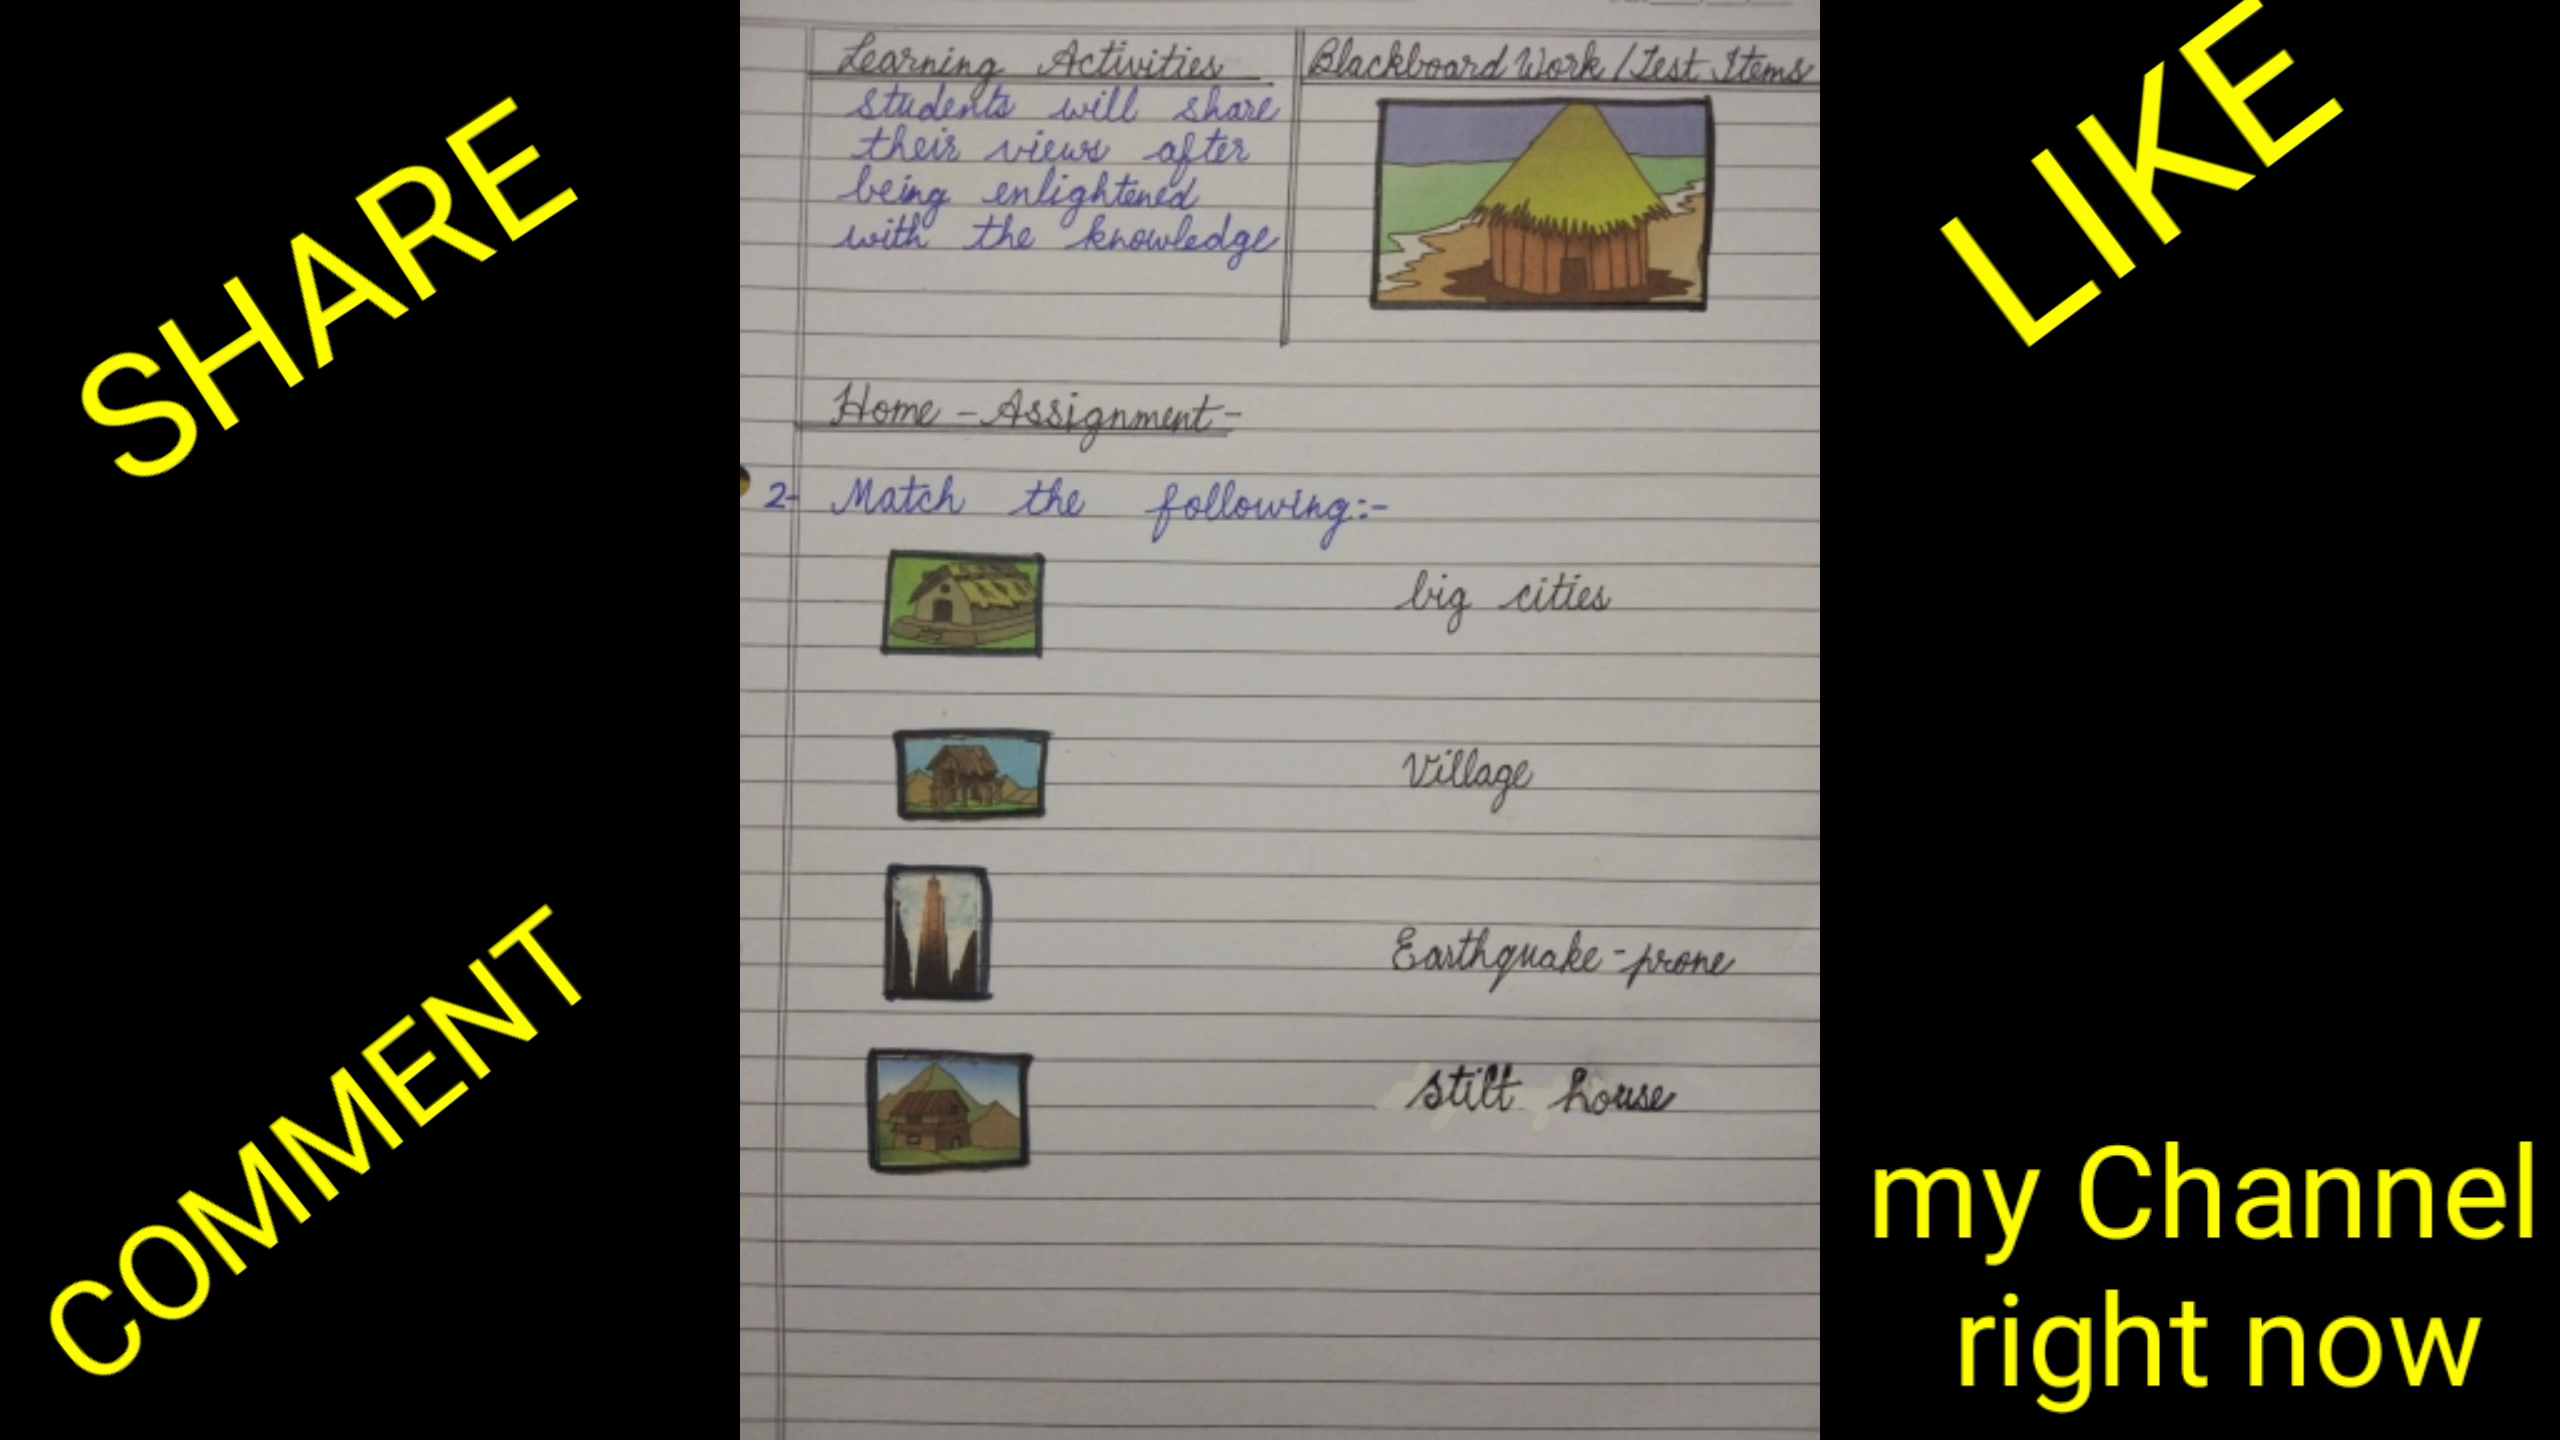 SHARE
LIKE
Learning Activities
Blackboard Work / Test Items
students will share
their views after
being enlightened
with the knowledge
Home - Assignment -
2- Match the following:-
big cities
Village
Earthquake-prone
stilt house
COMMENT
my Channel
right now